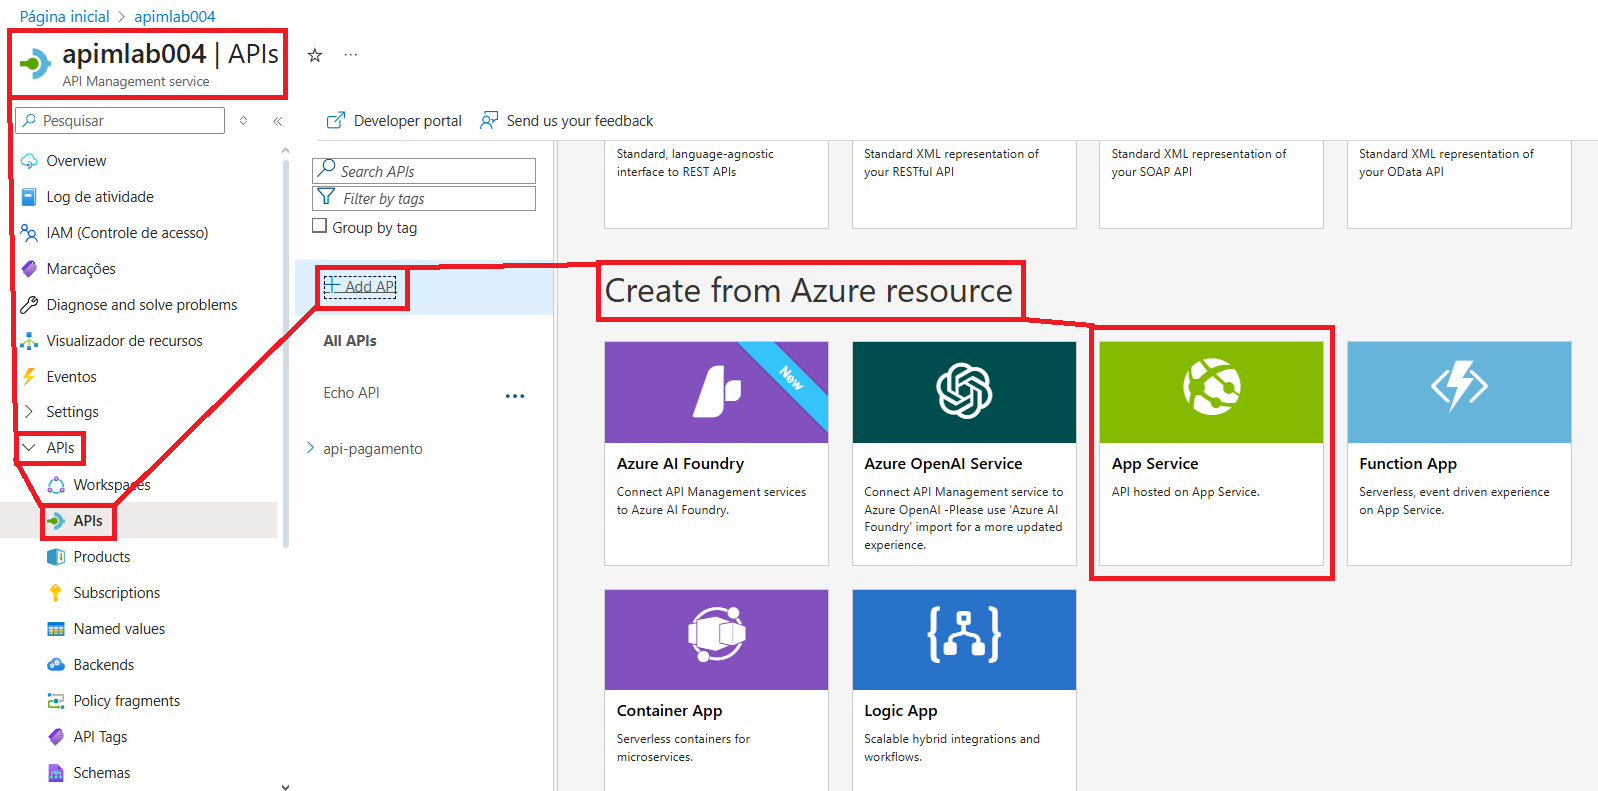 Página inicial > apimlab004
apimlab004 | APIs
API Management service
Pesquisar
Overview
Log de atividade
IAM (Controle de acesso)
Marcações
Diagnose and solve problems
Visualizador de recursos
Eventos
Settings
APIs
Workspaces
APIs
Products
Subscriptions
Named values
Backends
Policy fragments
API Tags
Schemas
Developer portal
Send us your feedback
Search APIs
Filter by tags
Group by tag
+ Add API
All APIs
Echo API
...
api-pagamento
Standard, language-agnostic
interface to REST APIs
Standard XML representation of
your RESTful API
Standard XML representation of
your SOAP API
Standard XML representation of
your OData API
Create from Azure resource
New
Azure AI Foundry
Connect API Management services
to Azure AI Foundry.
Azure OpenAI Service
Connect API Management service to
Azure OpenAI -Please use 'Azure AI
Foundry' import for a more updated
experience.
App Service
API hosted on App Service.
Function App
Serverless, event driven experience
on App Service.
Container App
Serverless containers for
microservices.
Logic App
Scalable hybrid integrations and
workflows.